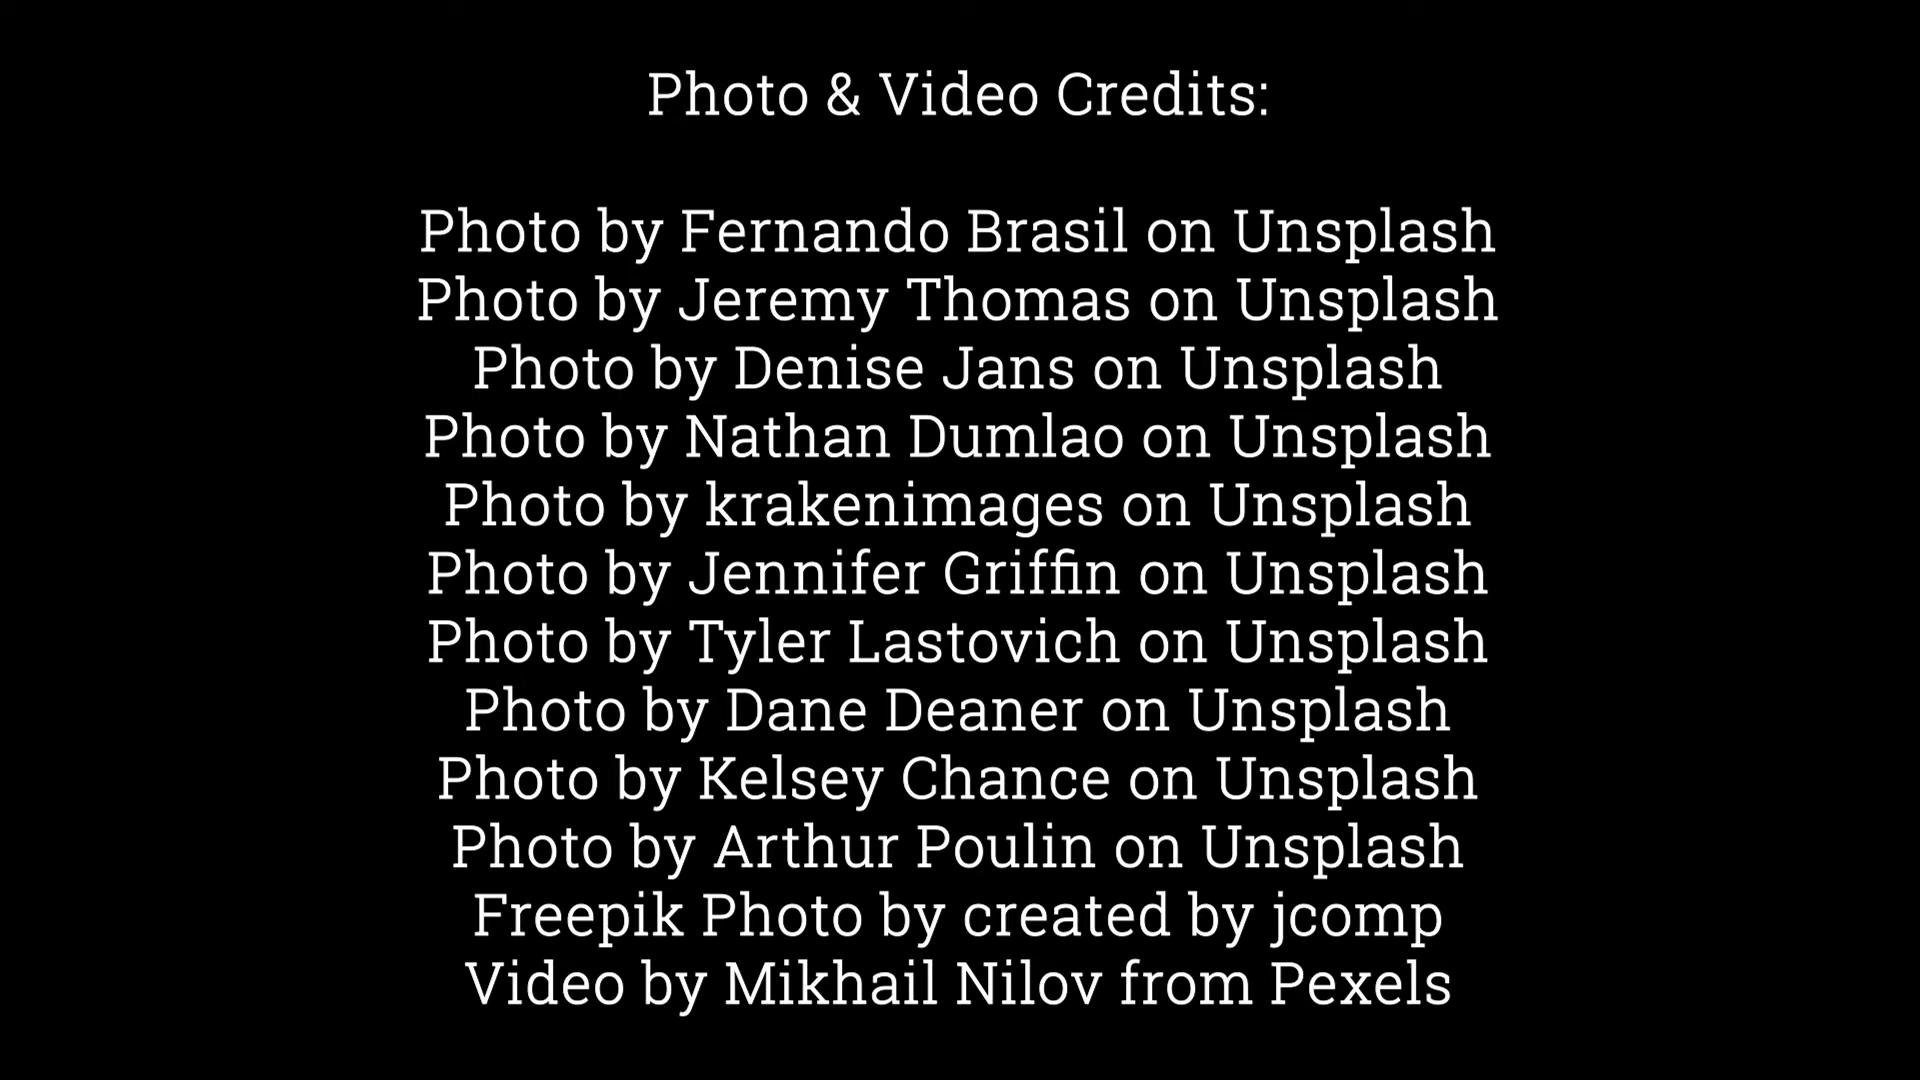 Photo & Video Credits:
Photo by Fernando Brasil on Unsplash
Photo by Jeremy Thomas on Unsplash
Photo by Denise Jans on Unsplash
Photo by Nathan Dumlao on Unsplash
Photo by krakenimages on Unsplash
Photo by Jennifer Griffin on Unsplash
Photo by Tyler Lastovich on Unsplash
Photo by Dane Deaner on Unsplash
Photo by Kelsey Chance on Unsplash
Photo by Arthur Poulin on Unsplash
Freepik Photo by created by jcomp
Video by Mikhail Nilov from Pexels